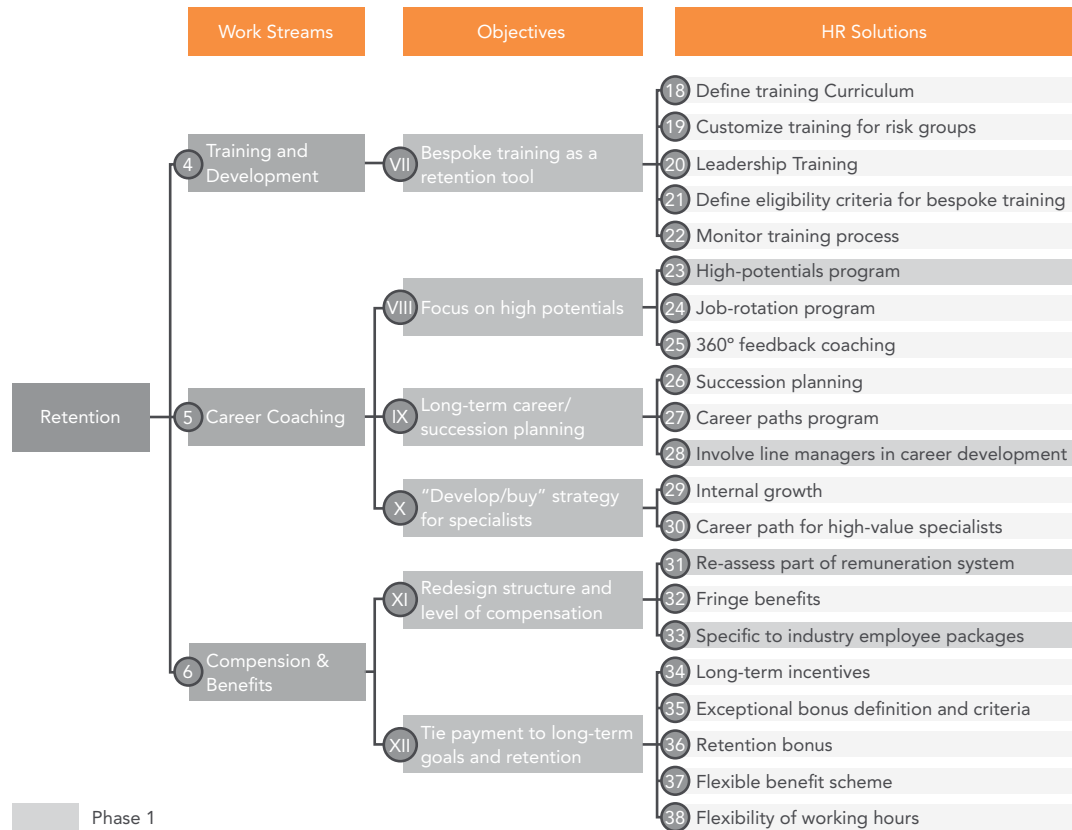 Work Streams
Objectives
HR Solutions
Retention
4
Training and
Development
VII
Bespoke training as a
retention tool
18 Define training Curriculum
19 Customize training for risk groups
20 Leadership Training
21 Define eligibility criteria for bespoke training
22 Monitor training process
5
Career Coaching
VIII
Focus on high potentials
23 High-potentials program
24 Job-rotation program
25 360º feedback coaching
IX
Long-term career/
succession planning
26 Succession planning
27 Career paths program
28 Involve line managers in career development
X
“Develop/buy” strategy
for specialists
29 Internal growth
30 Career path for high-value specialists
6
Compension &
Benefits
XI
Redesign structure and
level of compensation
31 Re-assess part of remuneration system
32 Fringe benefits
33 Specific to industry employee packages
XII
Tie payment to long-term
goals and retention
34 Long-term incentives
35 Exceptional bonus definition and criteria
36 Retention bonus
37 Flexible benefit scheme
38 Flexibility of working hours
Phase 1